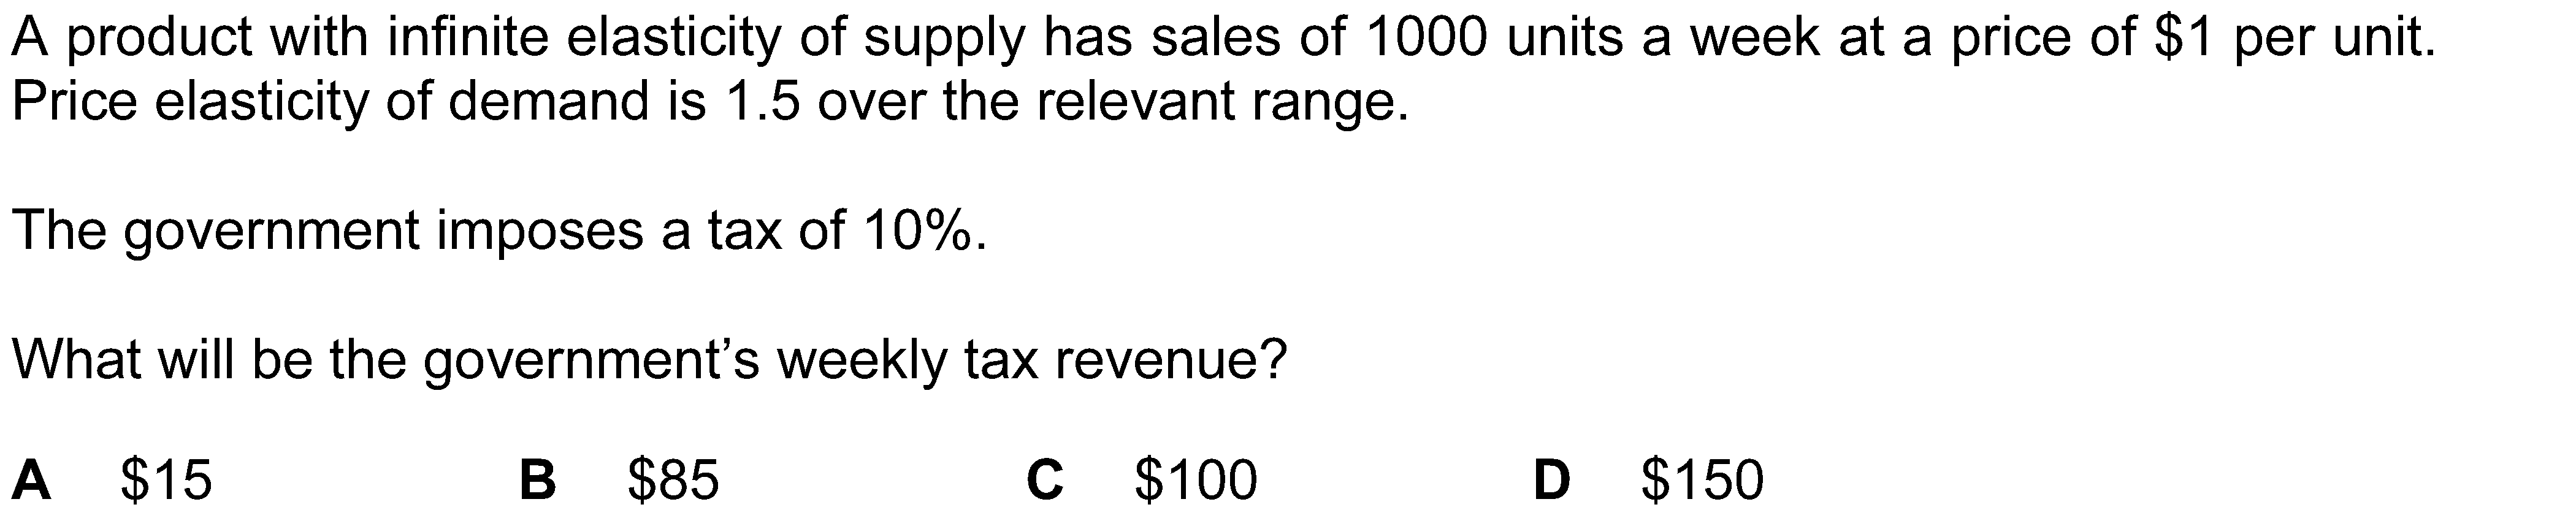 A product with infinite elasticity of supply has sales of 1000 units a week at a price of $1 per unit.
Price elasticity of demand is 1.5 over the relevant range.
The government imposes a tax of 10%.
What will be the government’s weekly tax revenue?
A $15 B $85 C $100 D $150